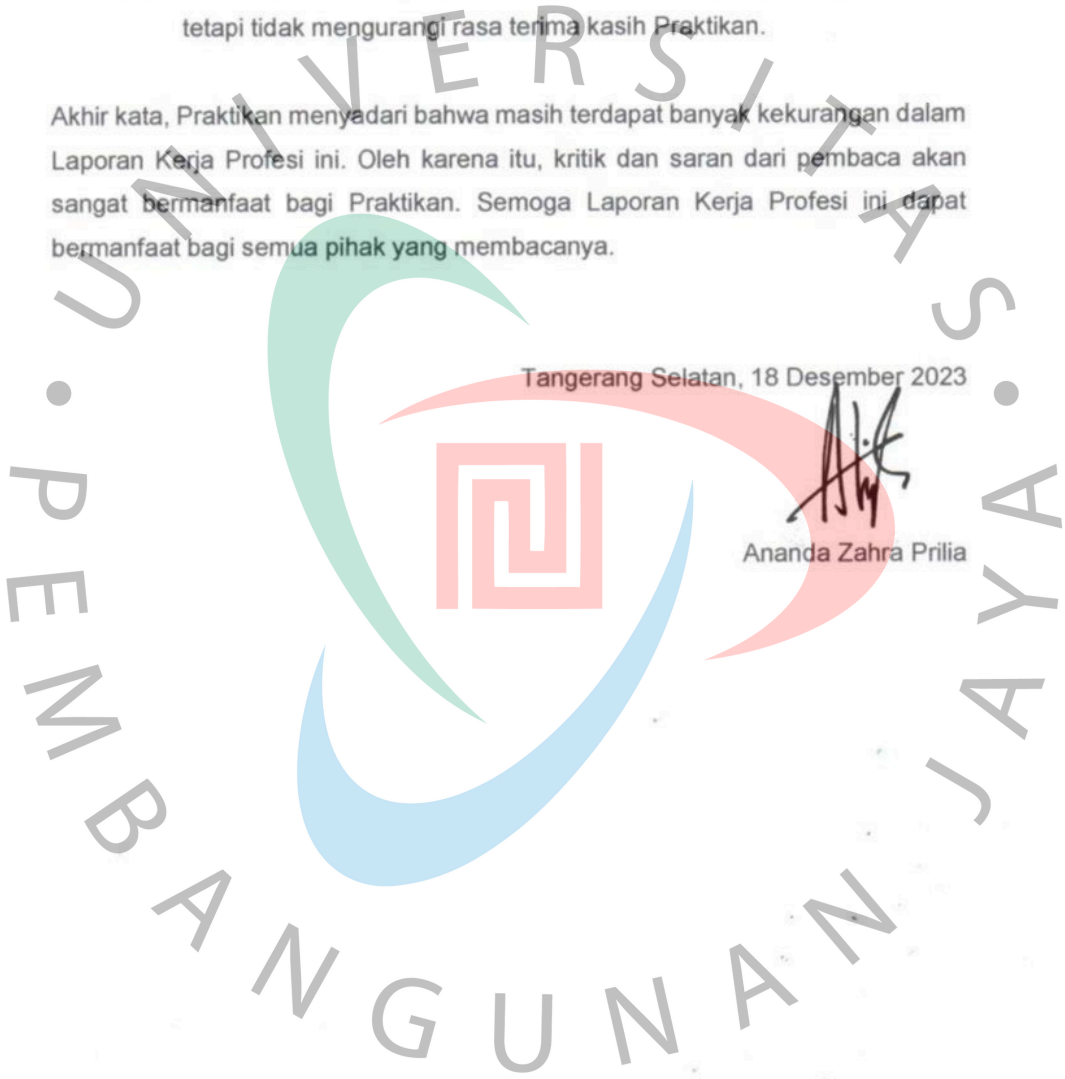 tetapi tidak mengurangi rasa terima kasih Praktikan.
Akhir kata, Praktikan menyadari bahwa masih terdapat banyak kekurangan dalam
Laporan Kerja Profesi ini. Oleh karena itu, kritik dan saran dari pembaca akan
sangat bermanfaat bagi Praktikan. Semoga Laporan Kerja Profesi ini dapat
bermanfaat bagi semua pihak yang membacanya.
Tangerang Selatan, 18 Desember 2023
Ananda Zahra Prilia
UNIVERSITAS • PEMBANGUNAN JAYA •